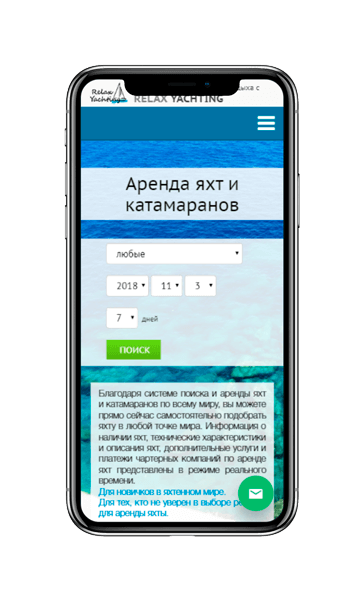 Relax
Yachting
дыха с
RELAX YACHTING
Аренда яхт и
катамаранов
любые
2018 11 3
7 дней
ПОИСК
Благодаря системе поиска и аренды яхт
и катамаранов по всему миру, вы можете
прямо сейчас самостоятельно подобрать
яхту в любой точке мира. Информация о
наличии яхт, технические характеристики
и описания яхт, дополнительные услуги и
платежи чартерных компаний по аренде
яхт представлены в режиме реального
времени.
Для новичков в яхтенном мире.
Для тех, кто не уверен в выборе ре
для аренды яхты.